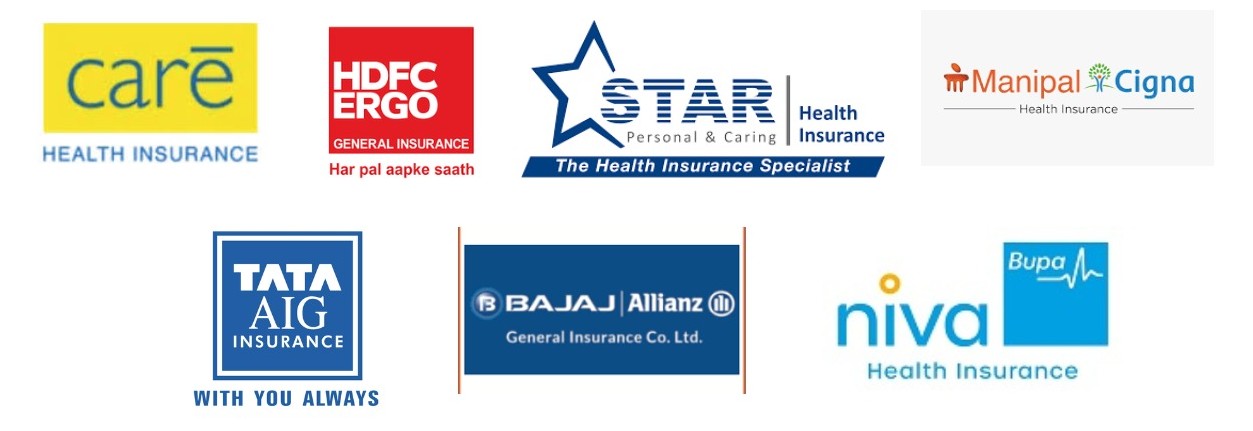 carē
HEALTH INSURANCE
HDFC
ERGO
GENERAL INSURANCE
Har pal aapke saath
STAR
Personal & Caring
Health
Insurance
The Health Insurance Specialist
Manipal Cigna
Health Insurance
TATA
AIG
INSURANCE
WITH YOU ALWAYS
B BAJAJ | Allianz
General Insurance Co. Ltd.
niva
Bupa
Health Insurance